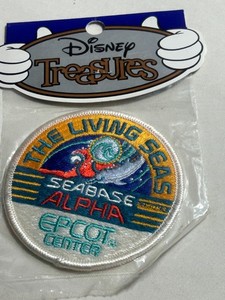 Disney
Treasures
THE LIVING SEAS
SEABASE
ALPHA
EPCOT
CENTER